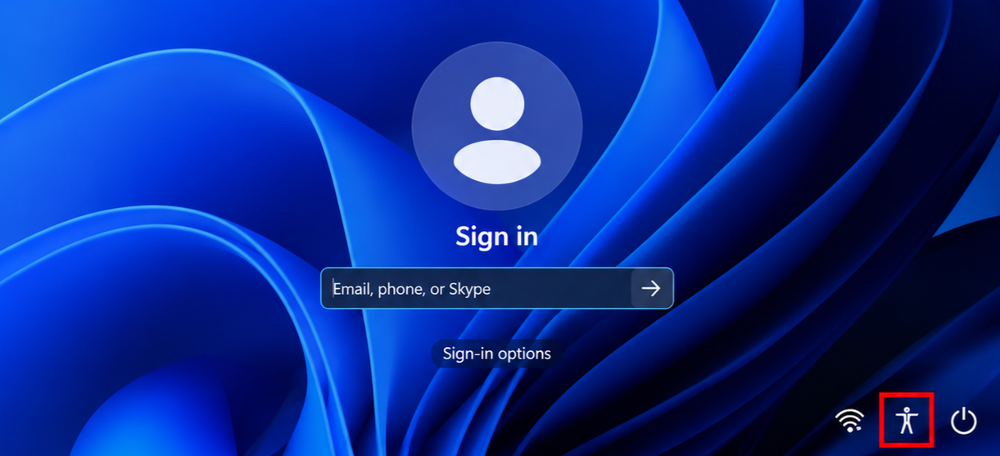 Sign in
Email, phone, or Skype
Sign-in options